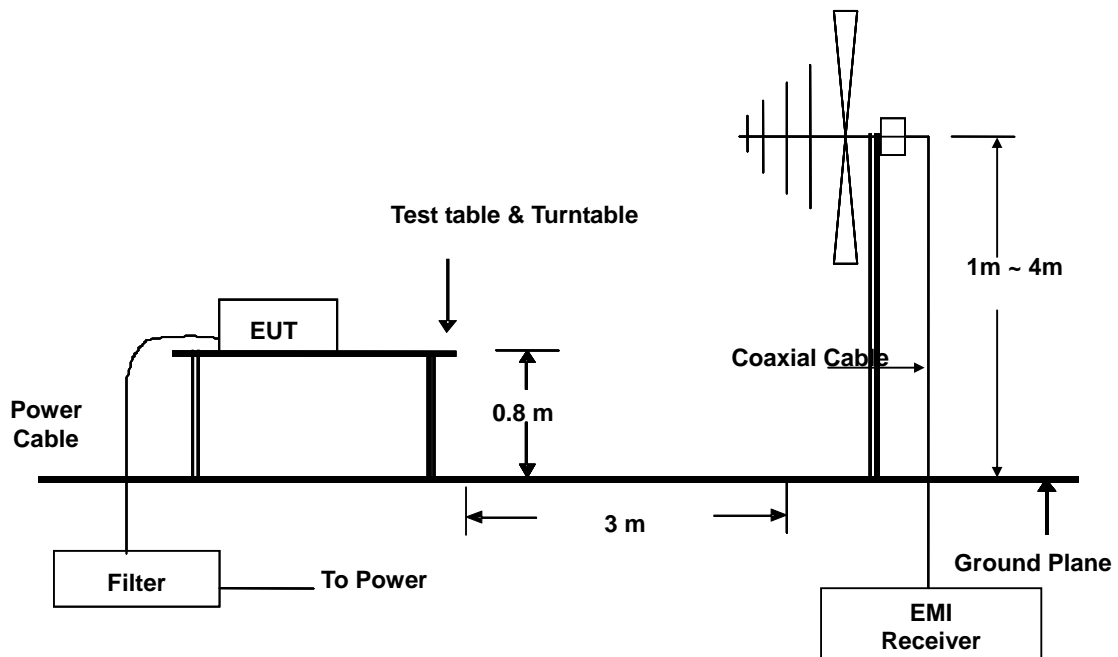 Test table & Turntable
1m ~ 4m
EUT
Coaxial Cable
0.8 m
Power
Cable
3 m
Ground Plane
Filter
To Power
EMI
Receiver